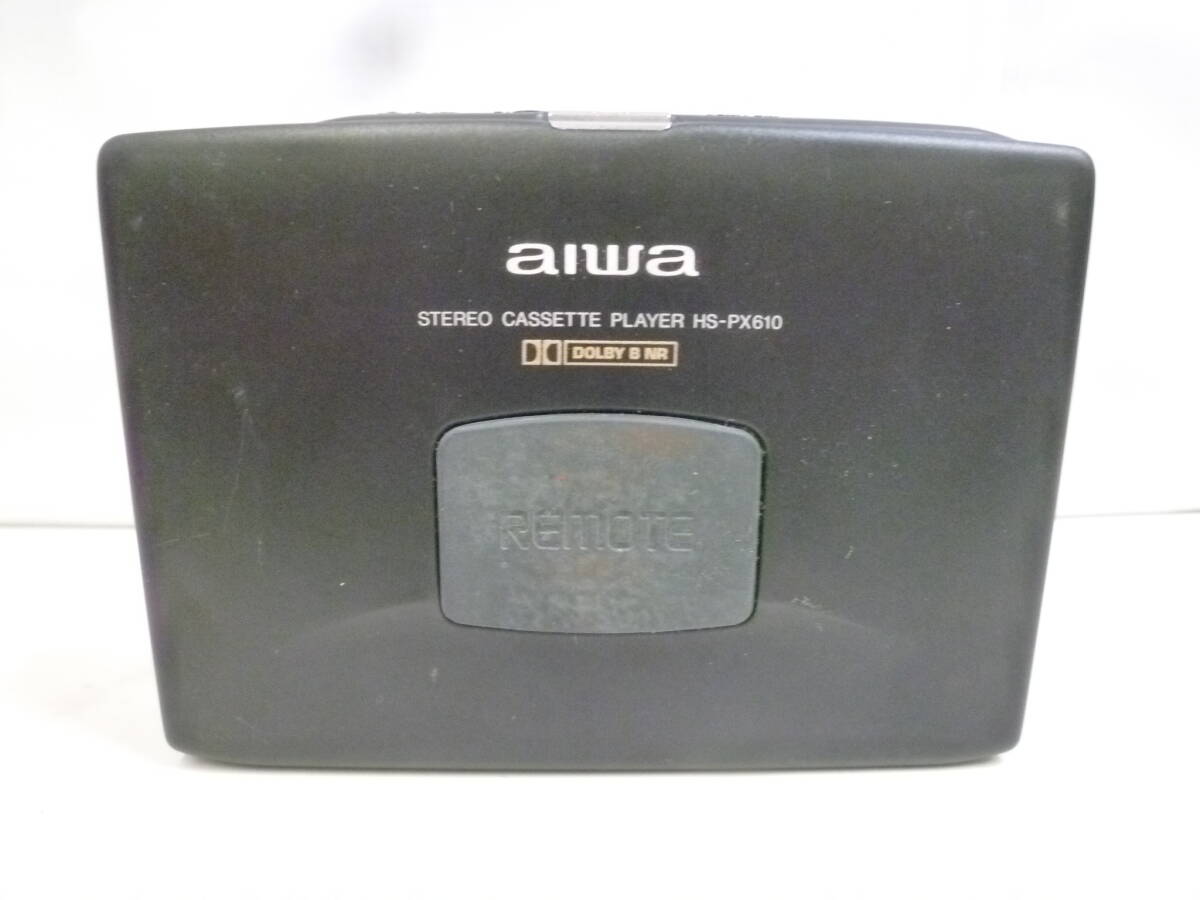 aiwa
STEREO CASSETTE PLAYER HS-PX610
DOLBY B NR
REMOTE